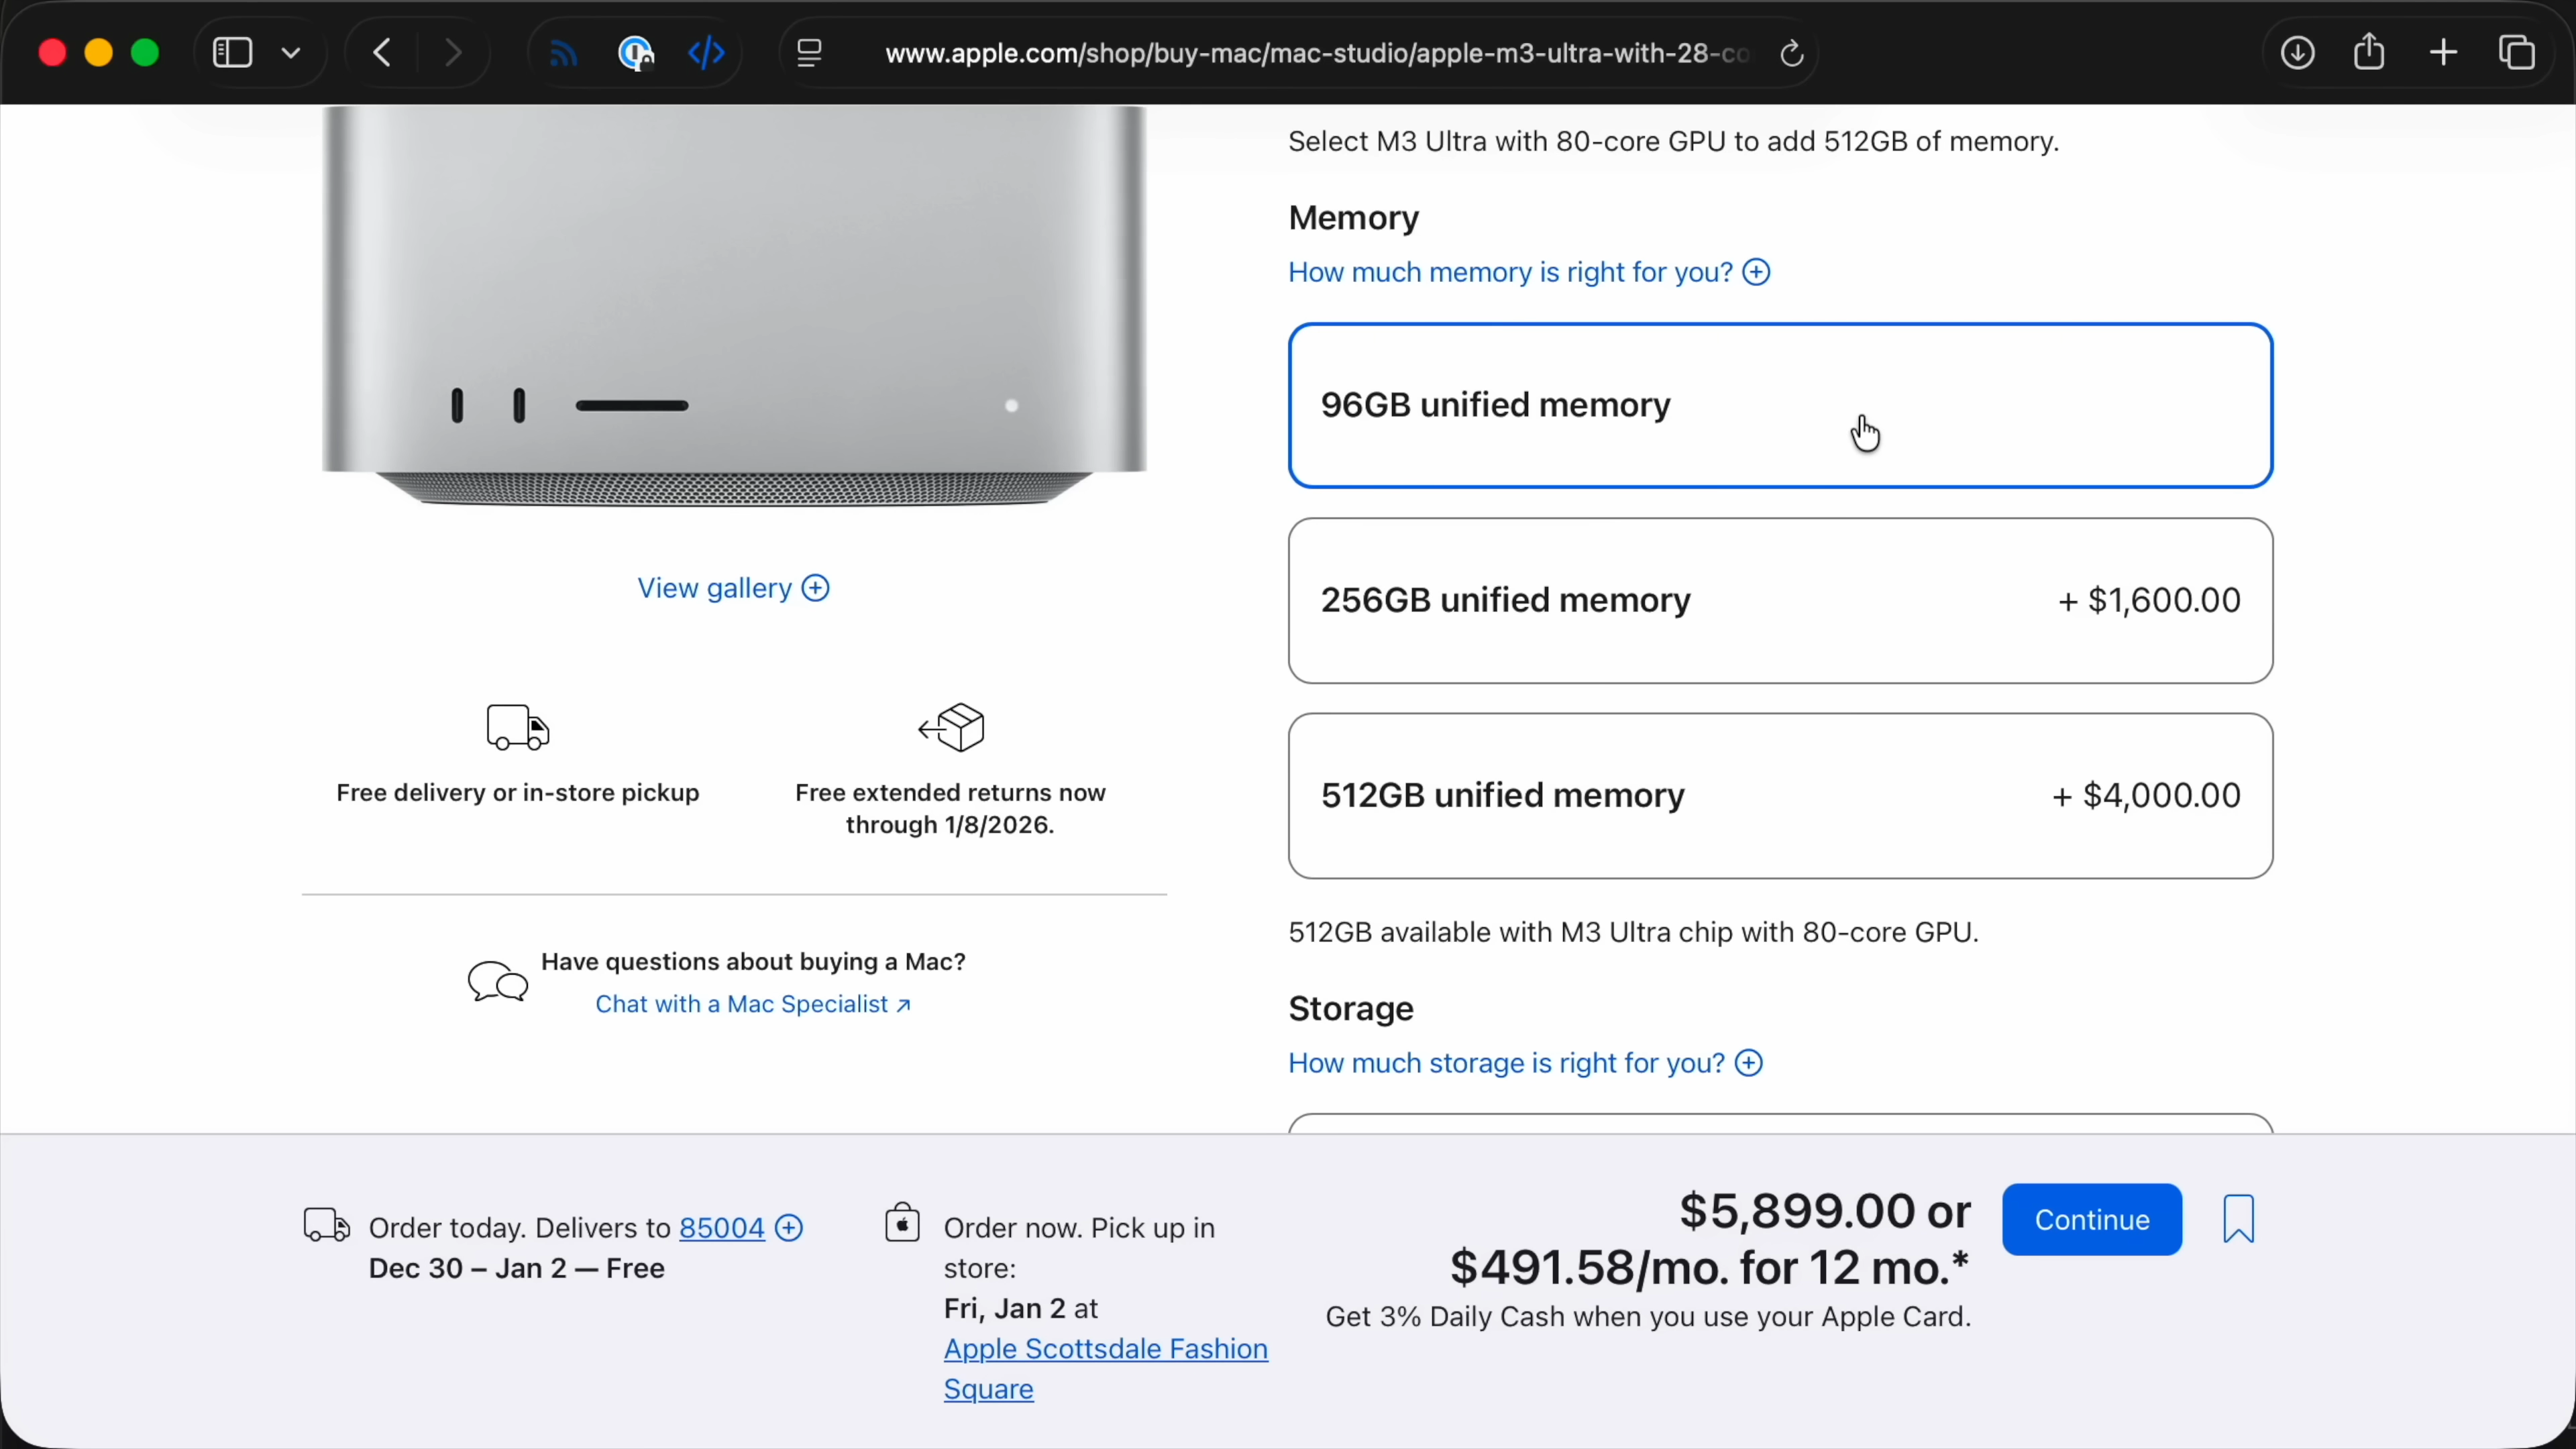 www.apple.com/shop/buy-mac/mac-studio/apple-m3-ultra-with-28-co
Select M3 Ultra with 80-core GPU to add 512GB of memory.
Memory
How much memory is right for you?
96GB unified memory
256GB unified memory + $1,600.00
512GB unified memory + $4,000.00
512GB available with M3 Ultra chip with 80-core GPU.
Storage
How much storage is right for you?
View gallery
Free delivery or in-store pickup
Free extended returns now
through 1/8/2026.
Have questions about buying a Mac?
Chat with a Mac Specialist ↗
Order today. Delivers to 85004
Dec 30 – Jan 2 — Free
Order now. Pick up in
store:
Fri, Jan 2 at
Apple Scottsdale Fashion
Square
$5,899.00 or
$491.58/mo. for 12 mo.*
Get 3% Daily Cash when you use your Apple Card.
Continue